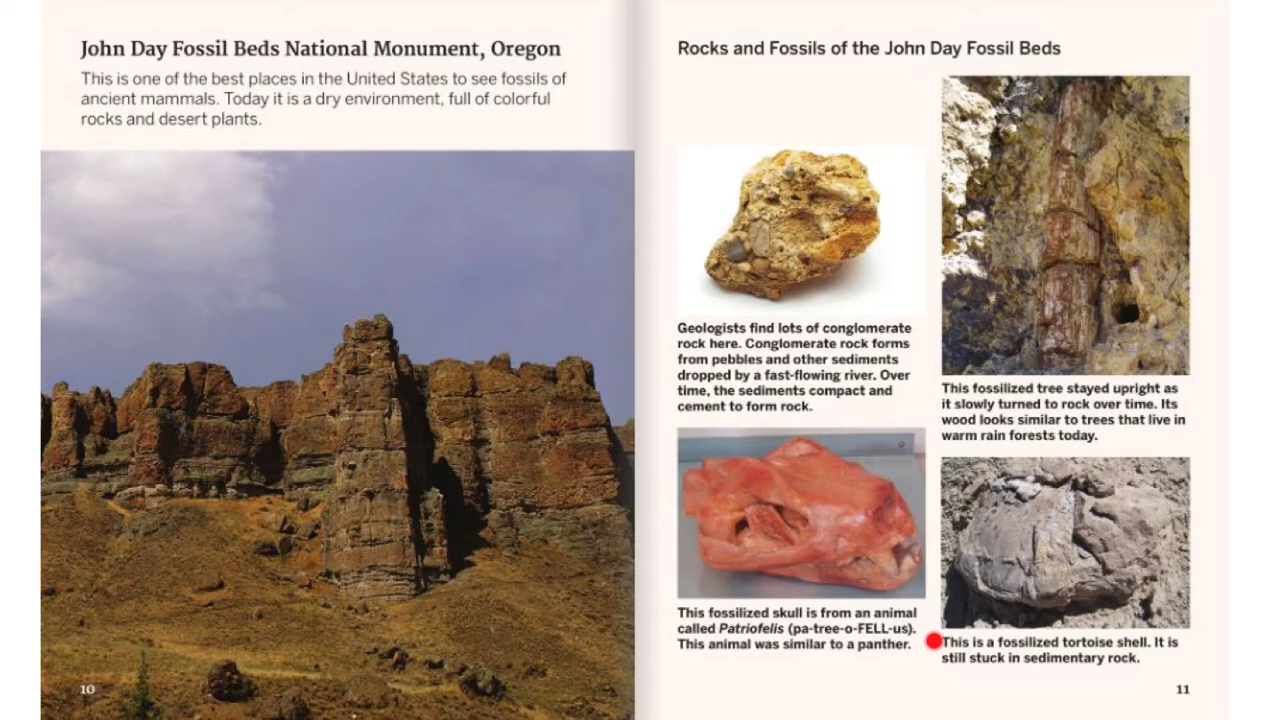 John Day Fossil Beds National Monument, Oregon
This is one of the best places in the United States to see fossils of
ancient mammals. Today it is a dry environment, full of colorful
rocks and desert plants.
10
Rocks and Fossils of the John Day Fossil Beds
Geologists find lots of conglomerate
rock here. Conglomerate rock forms
from pebbles and other sediments
dropped by a fast-flowing river. Over
time, the sediments compact and
cement to form rock.
This fossilized tree stayed upright as
it slowly turned to rock over time. Its
wood looks similar to trees that live in
warm rain forests today.
This fossilized skull is from an animal
called Patriofelis (pa-tree-o-FELL-us).
This animal was similar to a panther.
This is a fossilized tortoise shell. It is
still stuck in sedimentary rock.
11